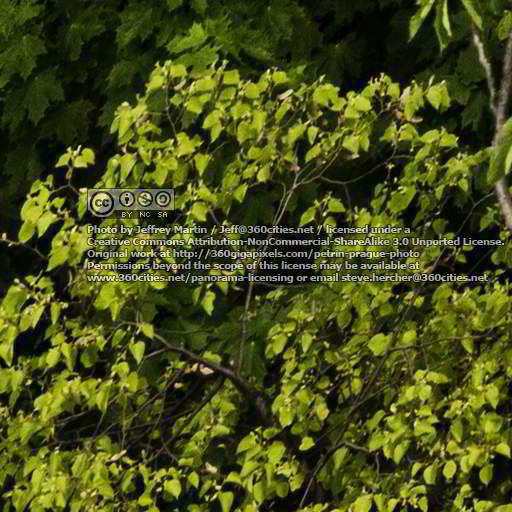 cc
BY NC SA
Photo by Jeffrey Martin / Jeff@360cities.net / licensed under a
Creative Commons Attribution-NonCommercial-ShareAlike 3.0 Unported License.
Original work at http://360gigapixels.com/petrin-prague-photo
Permissions beyond the scope of this license may be available at
www.360cities.net/panorama-licensing or email steve.hercher@360cities.net